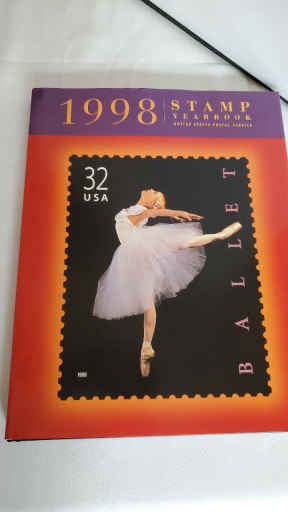 1998 STAMP
YEARBOOK
UNITED STATES POSTAL SERVICE
32
USA
BALLET
1998